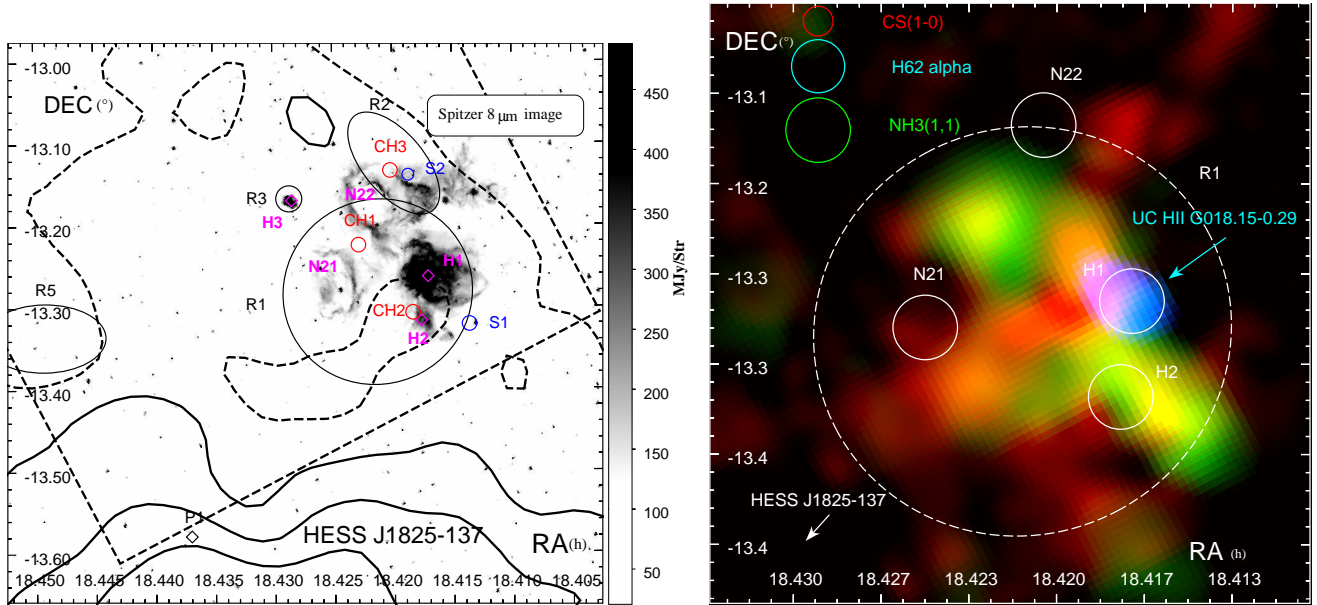 -13.00
DEC (°)
R2
Spitzer 8 μm image
-13.10
CH3
S2
R3
N22
H3
CH1
-13.20
N21
H1
R5
R1
-13.30
CH2
S1
H2
-13.40
-13.50
P1
HESS J1825-137
RA(h)
-13.60
18.450
18.445
18.440
18.435
18.430
18.425
18.420
18.415
18.410
18.405
450
400
350
300
250
200
150
100
50
MJy/Str
CS(1-0)
DEC(°)
H62 alpha
N22
-13.1
NH3(1,1)
R1
-13.2
UC HII G018.15-0.29
N21
H1
-13.3
-13.3
H2
-13.4
HESS J1825-137
-13.4
RA(h)
18.430
18.427
18.423
18.420
18.417
18.413